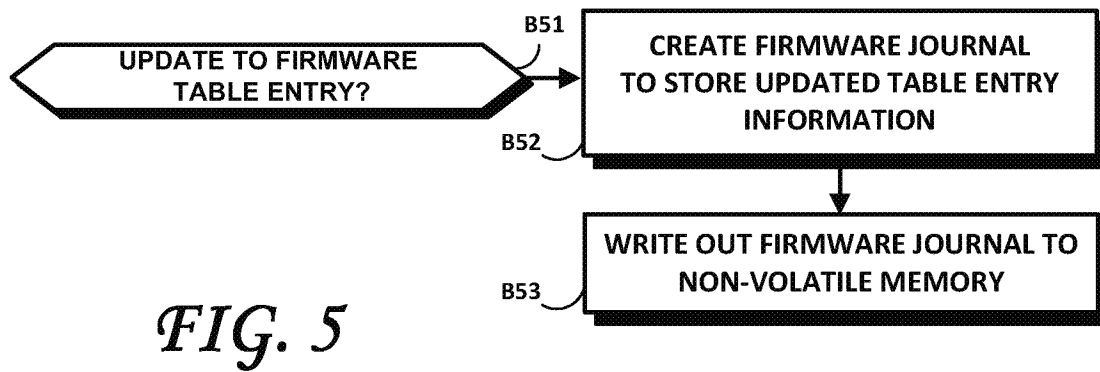 B51
UPDATE TO FIRMWARE
TABLE ENTRY?
CREATE FIRMWARE JOURNAL
TO STORE UPDATED TABLE ENTRY
INFORMATION
B52
WRITE OUT FIRMWARE JOURNAL TO
NON-VOLATILE MEMORY
B53
FIG. 5